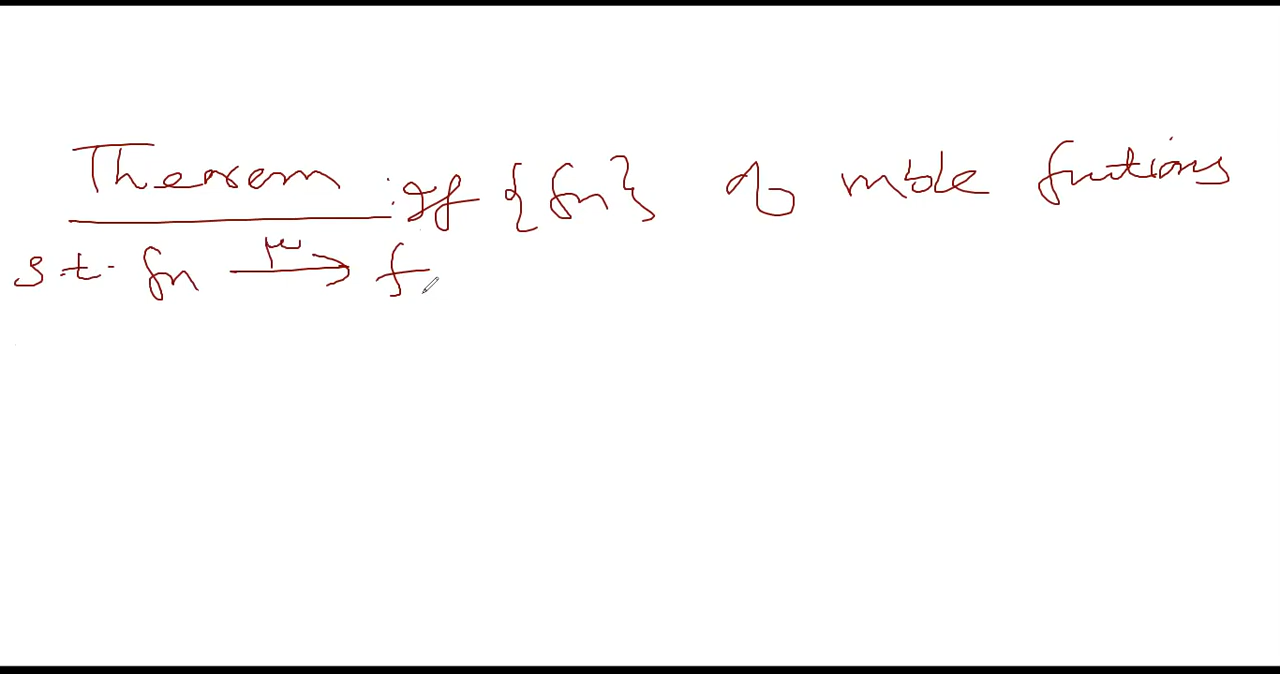 Theorem : If {fn} of mble functions
s.t. fn μ→ f